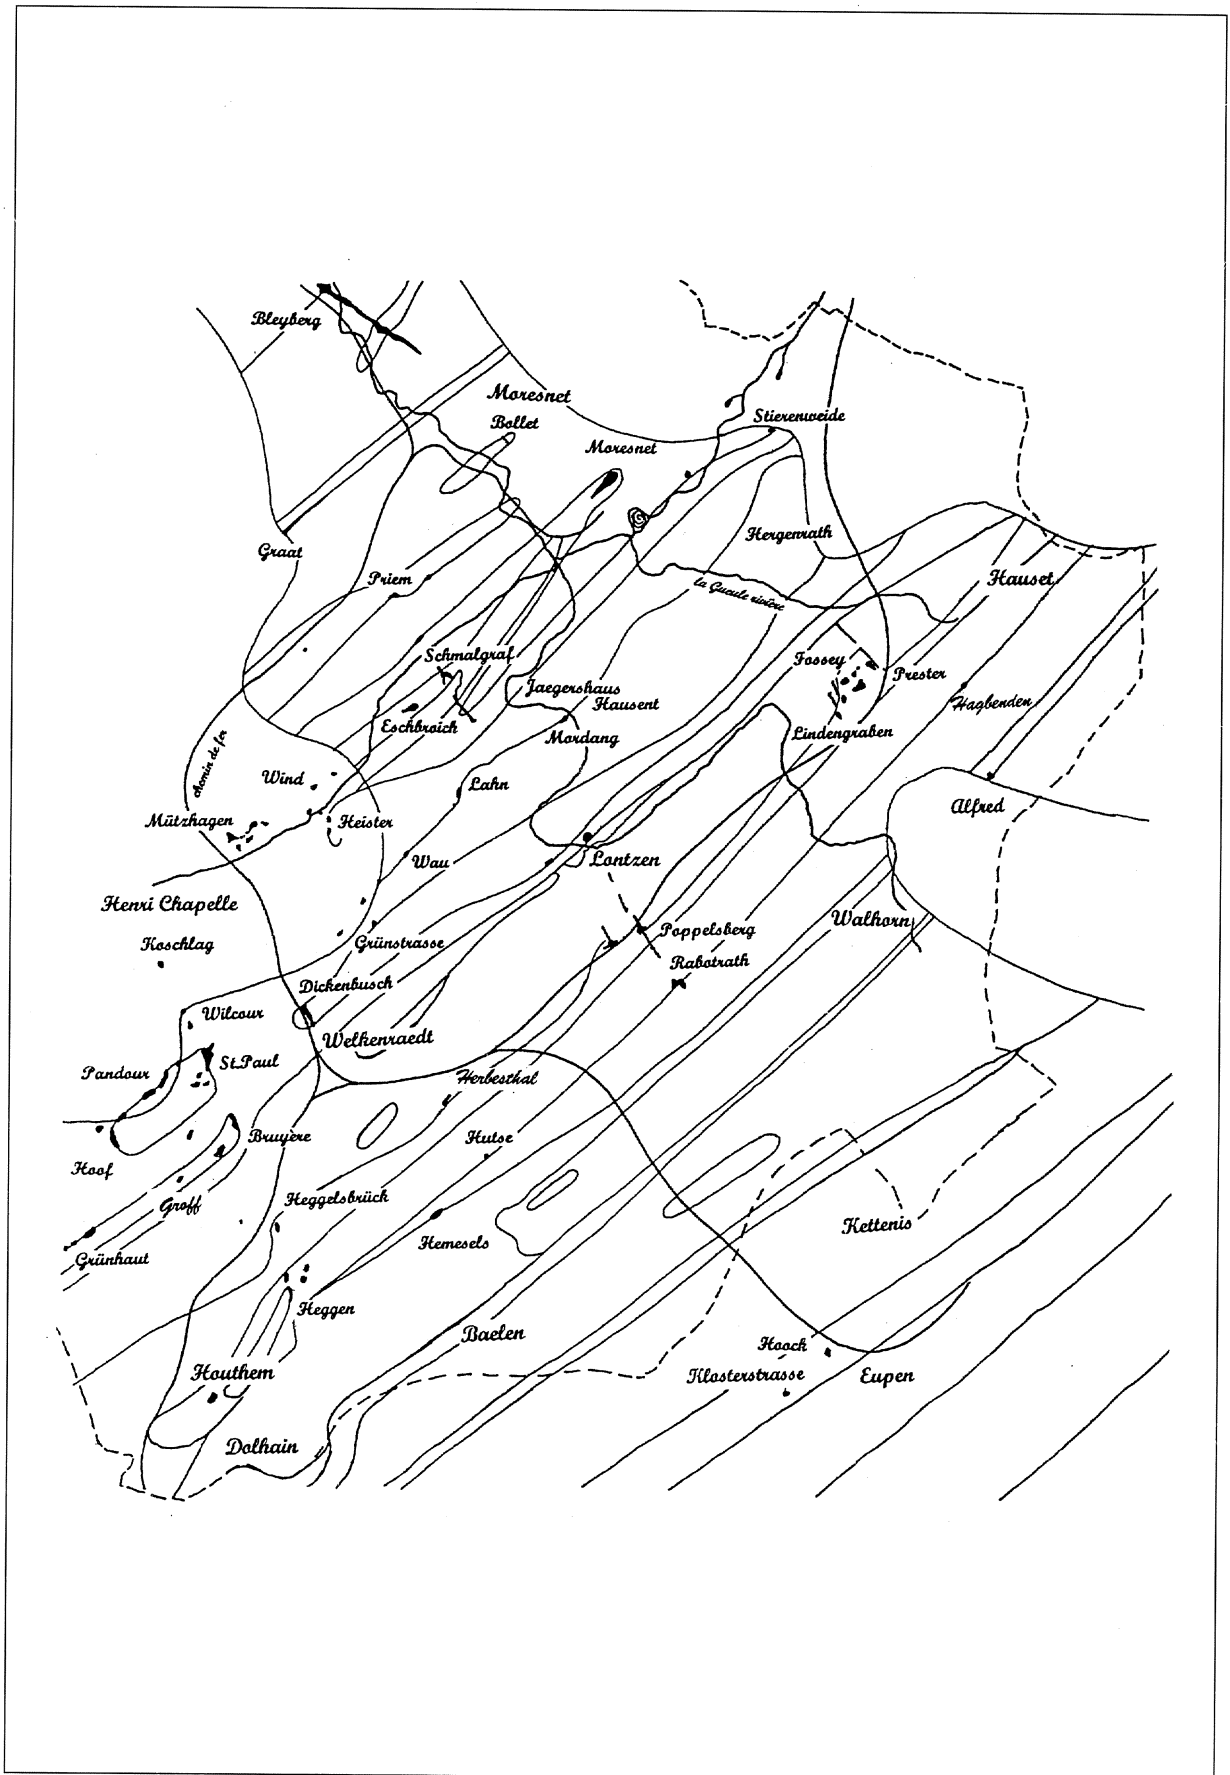 Bleyberg
Moresnet
Bollet
Stierenweide
Moresnet
Hergenrath
Graat
Priem
Hauset
la Gueule rivière
Schmalgraf
Fossey
Prester
Jaegershaus
Hausent
Hagbenden
Eschbroich
Mordang
Lindengraben
chemin de fer
Wind
Lahn
Alfred
Mützhagen
Heister
Wau
Lontzen
Henri Chapelle
Walhorn
Koschlag
Grünstrasse
Poppelsberg
Rabotrath
Dickenbusch
Wilcour
Welkenraedt
St.Paul
Pandour
Herbesthal
Bruyère
Hutse
Hoof
Groff
Heggelsbrück
Kettenis
Hemesels
Grünhaut
Heggen
Baelen
Hooch
Houthem
Klosterstrasse
Eupen
Dolhain